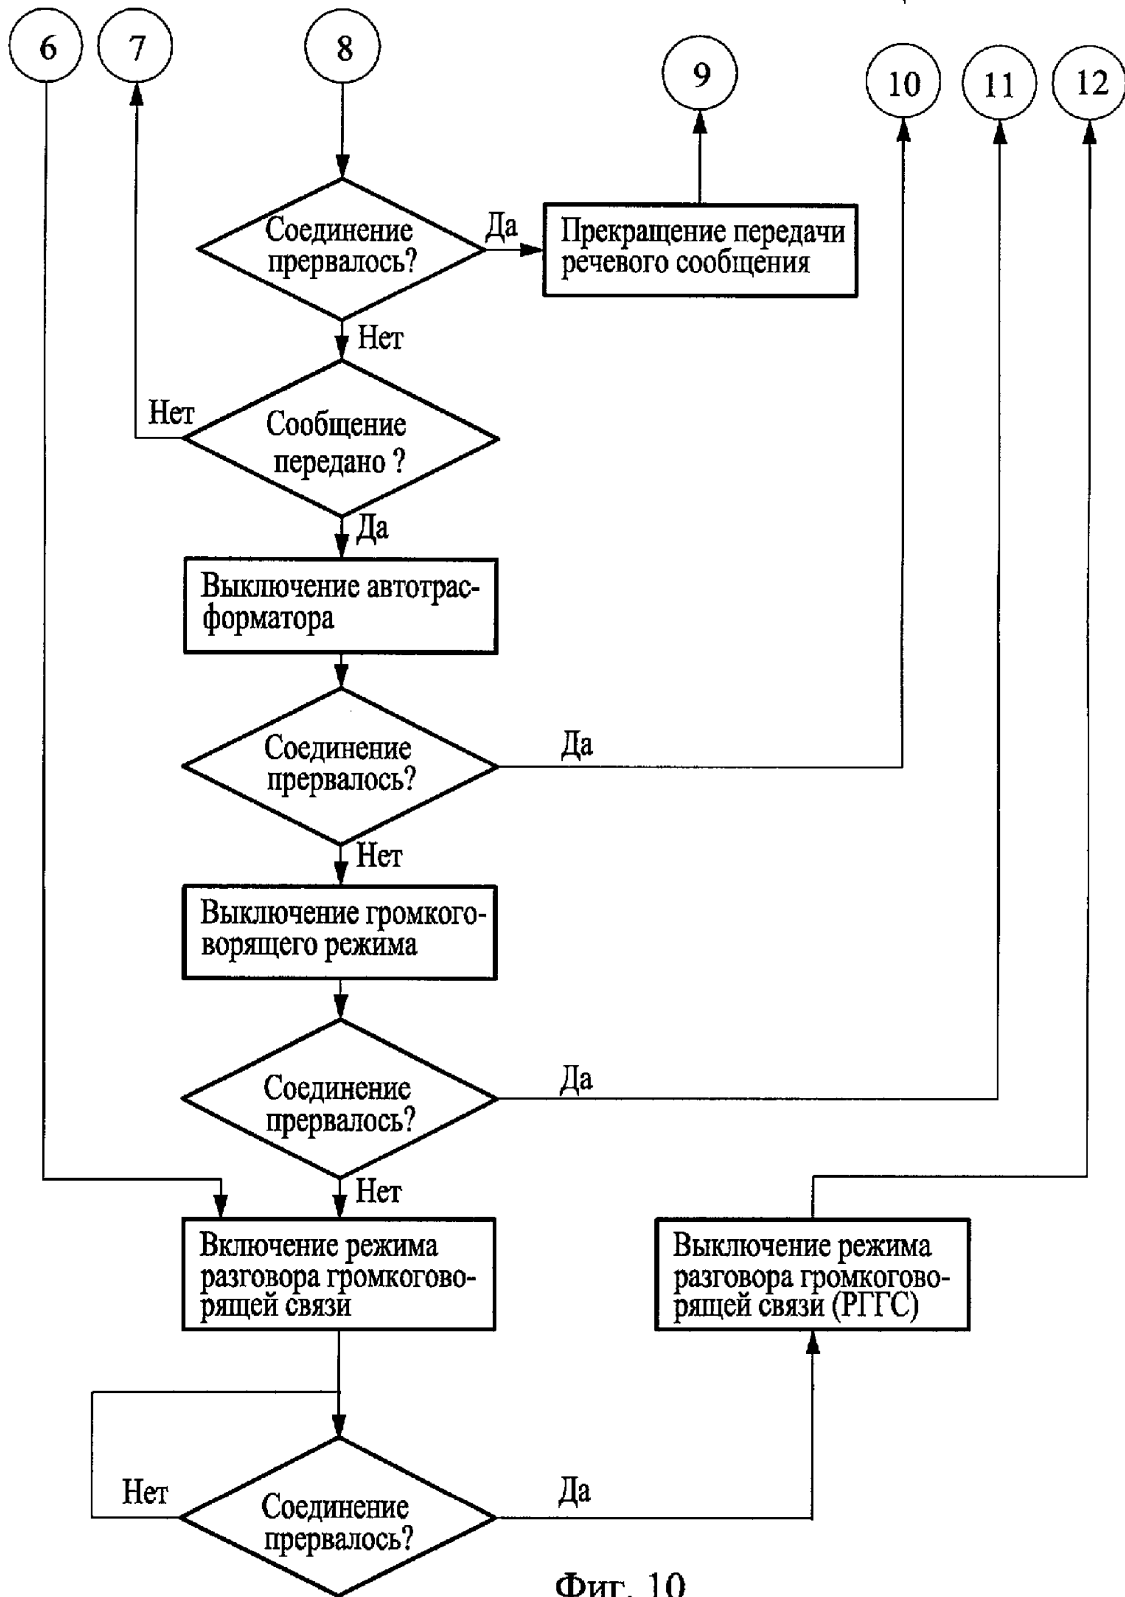 6
7
8
9
10
11
12
Соединение
прервалось?
Да
Прекращение передачи
речевого сообщения
Нет
Нет
Сообщение
передано ?
Да
Выключение автотрас-
форматора
Соединение
прервалось?
Да
Нет
Выключение громкого-
ворящего режима
Соединение
прервалось?
Да
Нет
Включение режима
разговора громкогово-
рящей связи
Выключение режима
разговора громкогово-
рящей связи (РГГС)
Нет
Соединение
прервалось?
Да
Фиг. 10